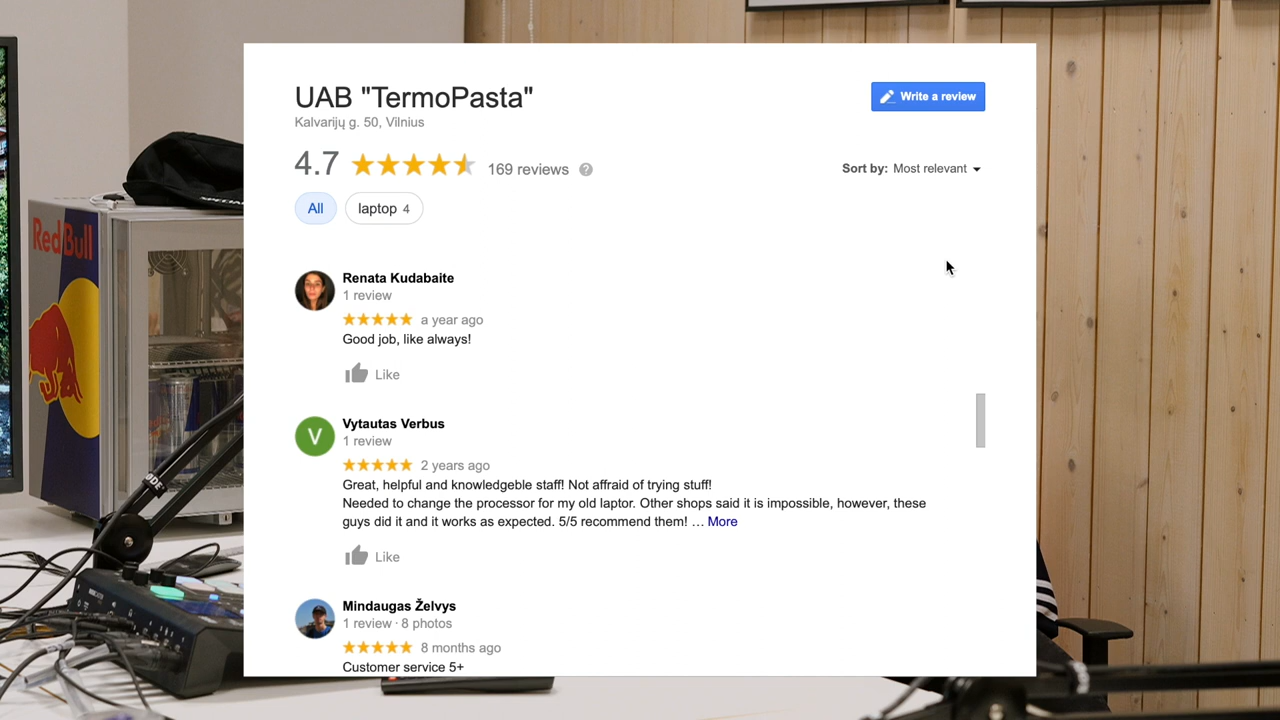 UAB "TermoPasta"
Write a review
Kalvarijų g. 50, Vilnius
4.7
169 reviews
?
Sort by: Most relevant
All
laptop 4
Red Bull
Renata Kudabaite
1 review
a year ago
Good job, like always!
Like
V
Vytautas Verbus
1 review
2 years ago
Great, helpful and knowledgeble staff! Not affraid of trying stuff!
Needed to change the processor for my old laptor. Other shops said it is impossible, however, these
guys did it and it works as expected. 5/5 recommend them! … More
Like
RØDE
Mindaugas Želvys
1 review · 8 photos
8 months ago
Customer service 5+